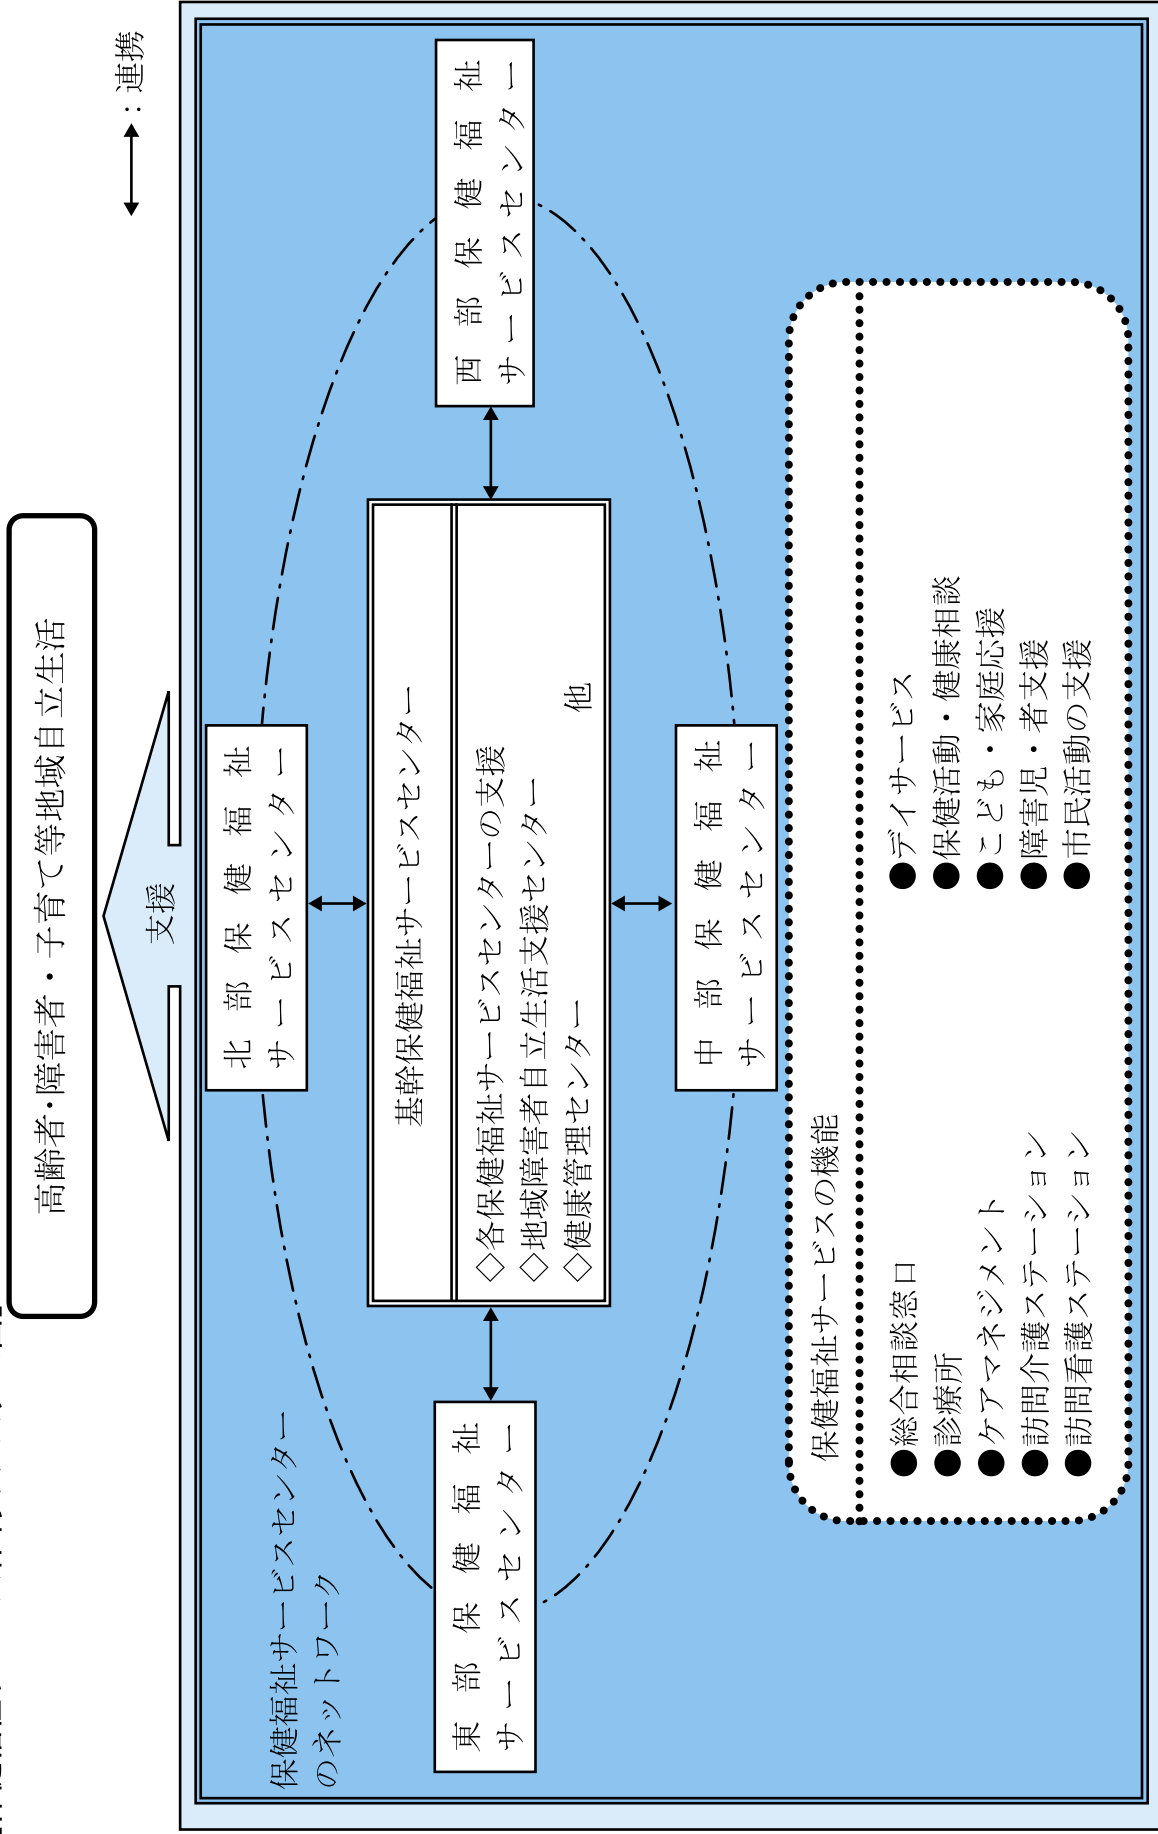 高齢者・障害者・子育て等地域自立生活
：連携
支援
保健福祉サービスセンター
のネットワーク
北部保健福祉
サービスセンター
東部保健福祉
サービスセンター
基幹保健福祉サービスセンター
◇各保健福祉サービスセンターの支援
◇地域障害者自立生活支援センター
◇健康管理センター　他
西部保健福祉
サービスセンター
中部保健福祉
サービスセンター
保健福祉サービスの機能
●総合相談窓口
●診療所
●ケアマネジメント
●訪問介護ステーション
●訪問看護ステーション
●デイサービス
●保健活動・健康相談
●こども・家庭応援
●障害児・者支援
●市民活動の支援